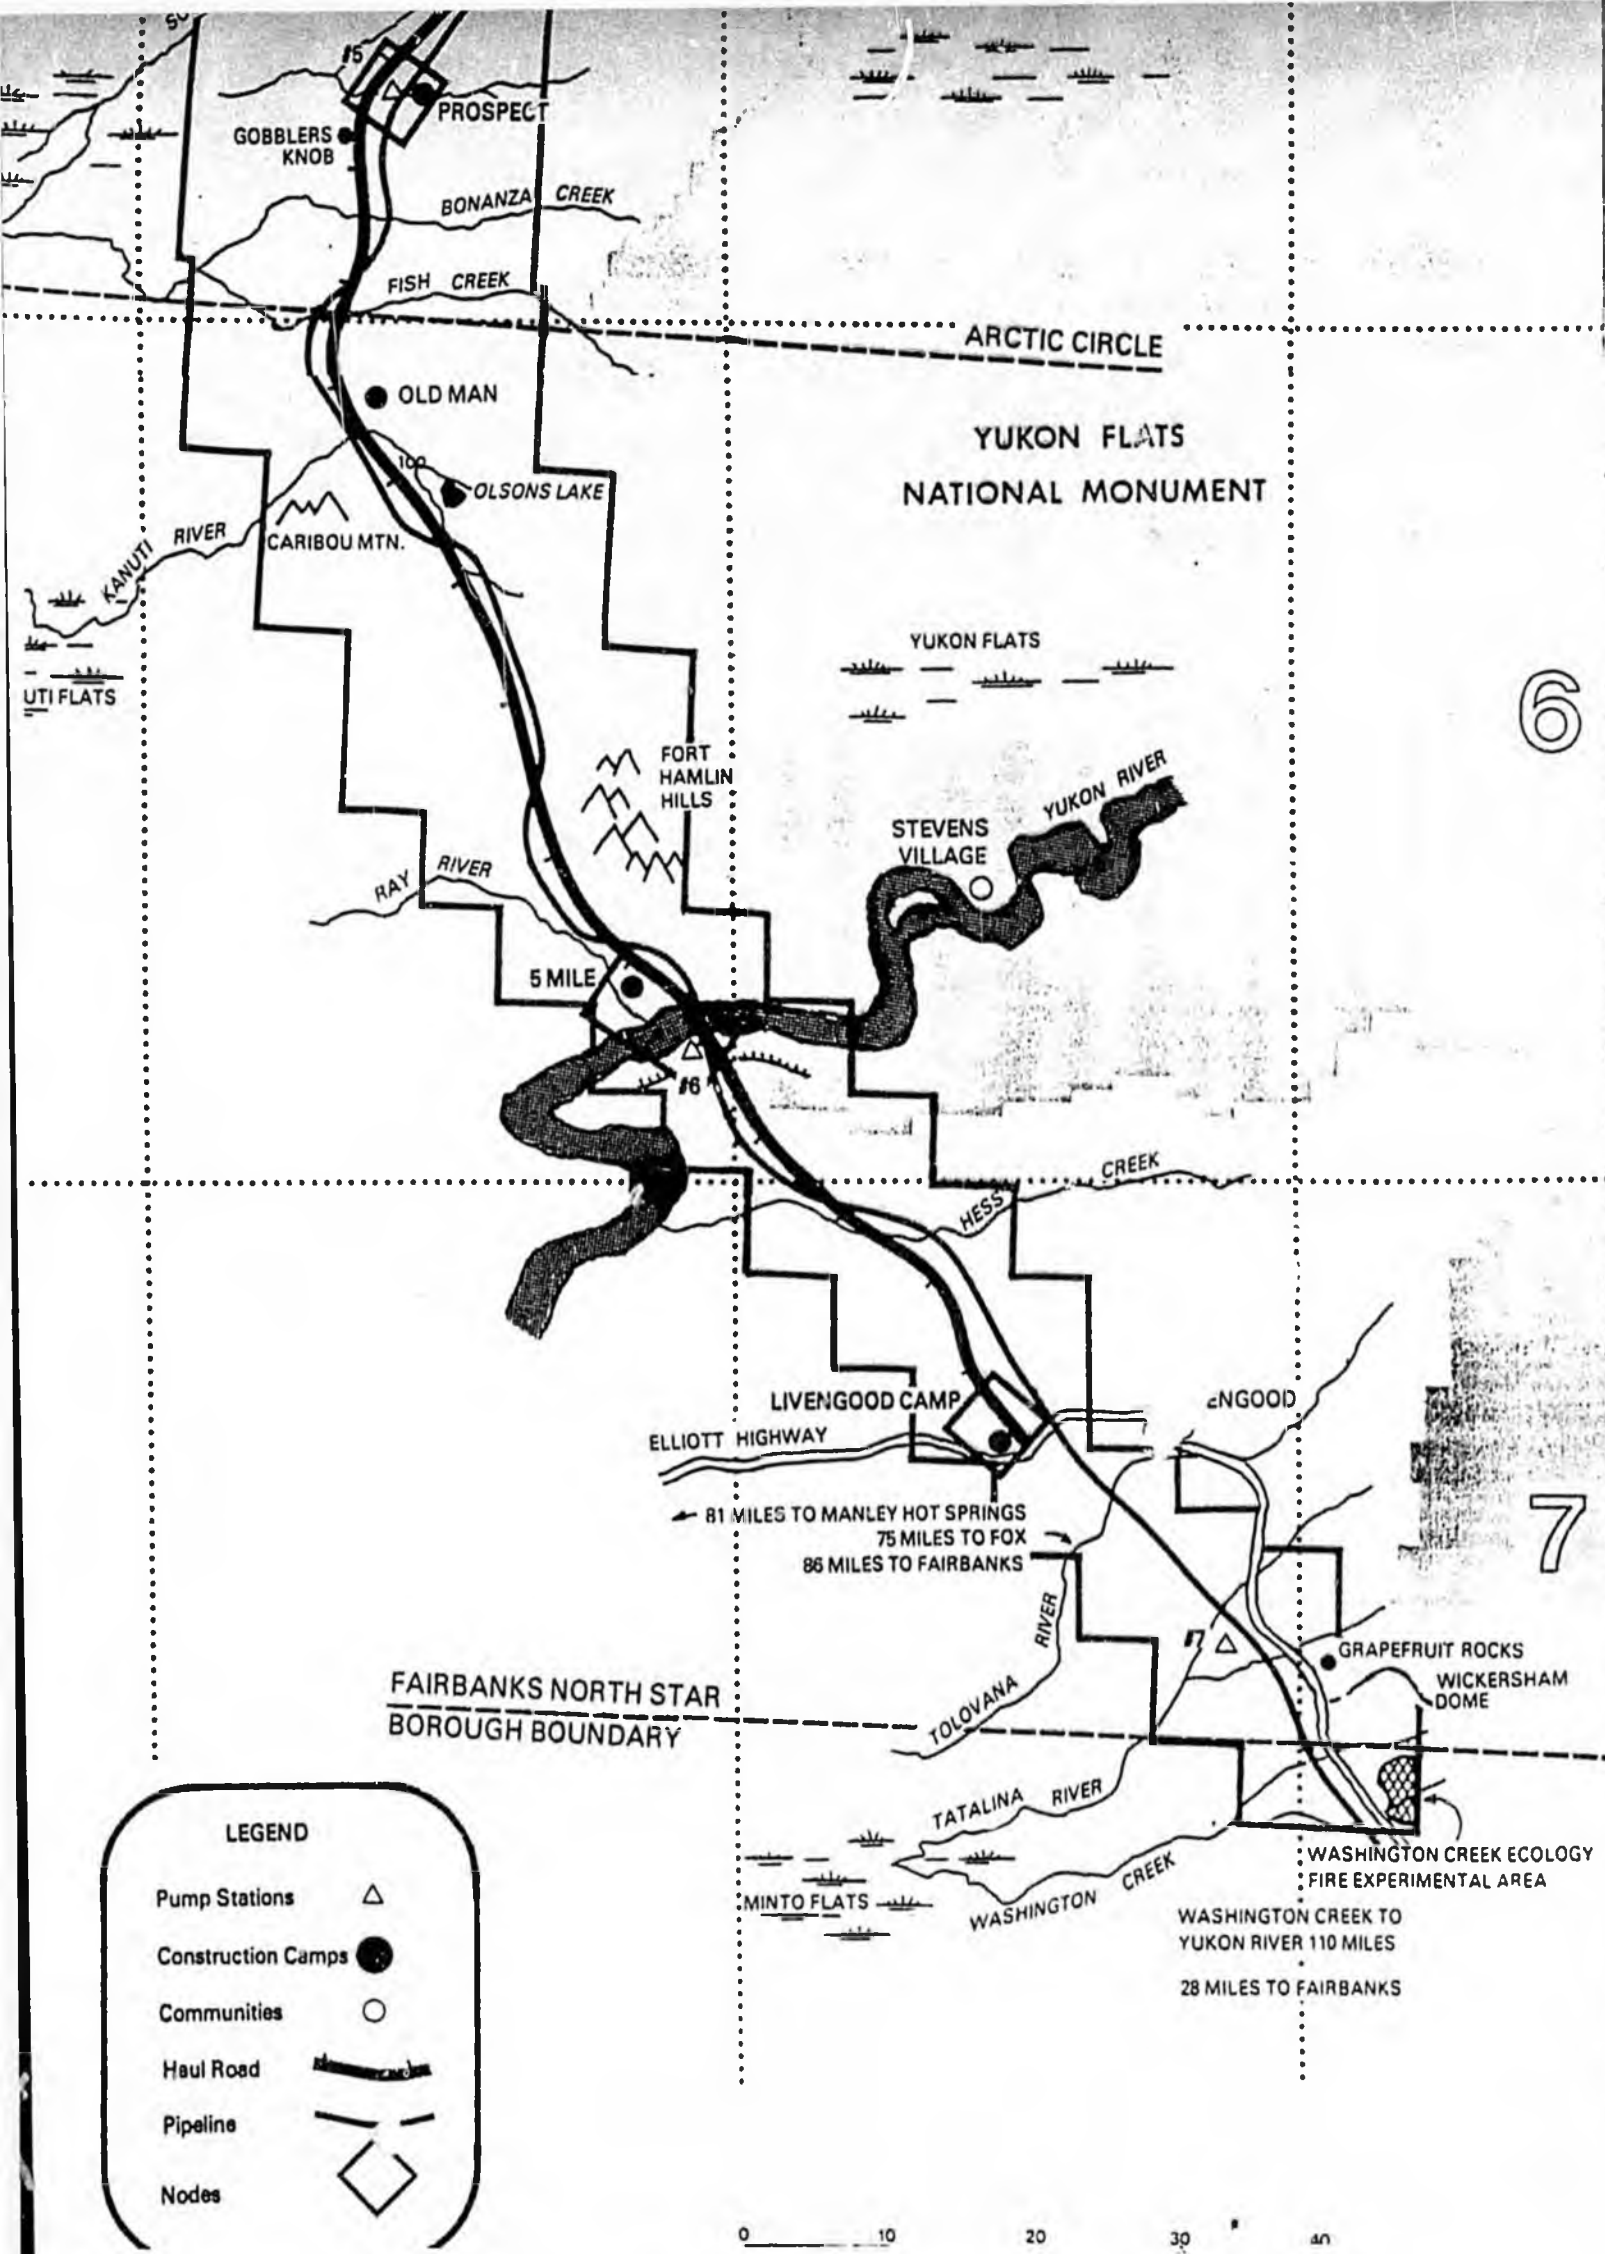 #5
PROSPECT
GOBBLERS
KNOB
BONANZA CREEK
FISH CREEK
ARCTIC CIRCLE
OLD MAN
YUKON FLATS
NATIONAL MONUMENT
100
OLSONS LAKE
KANUTI RIVER
CARIBOU MTN.
UTI FLATS
YUKON FLATS
6
FORT
HAMLIN
HILLS
YUKON RIVER
STEVENS
VILLAGE
RAY RIVER
5 MILE
#6
HESS CREEK
LIVENGOOD CAMP
ENGOOD
ELLIOTT HIGHWAY
81 MILES TO MANLEY HOT SPRINGS
75 MILES TO FOX
86 MILES TO FAIRBANKS
7
TOLOVANA RIVER
#7
GRAPEFRUIT ROCKS
WICKERSHAM
DOME
FAIRBANKS NORTH STAR
BOROUGH BOUNDARY
TATALINA RIVER
WASHINGTON CREEK
MINTO FLATS
WASHINGTON CREEK ECOLOGY
FIRE EXPERIMENTAL AREA
WASHINGTON CREEK TO
YUKON RIVER 110 MILES
28 MILES TO FAIRBANKS
LEGEND
Pump Stations
Construction Camps
Communities
Haul Road
Pipeline
Nodes
0 10 20 30 40